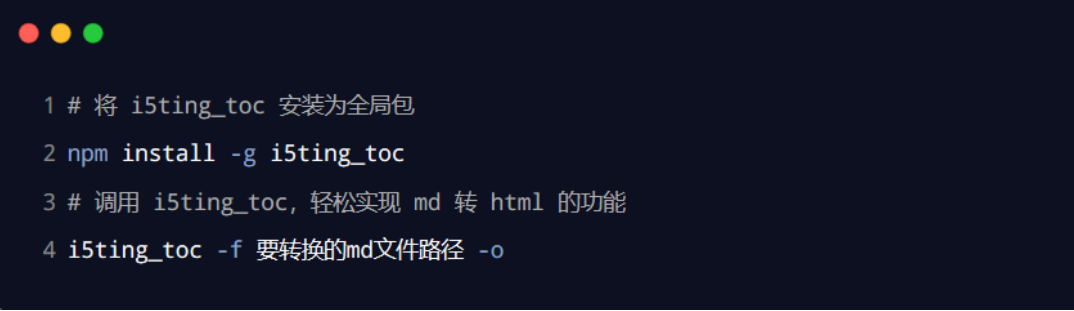 1 # 将 i5ting_toc 安装为全局包
2 npm install -g i5ting_toc
3 # 调用 i5ting_toc，轻松实现 md 转 html 的功能
4 i5ting_toc -f 要转换的md文件路径 -o